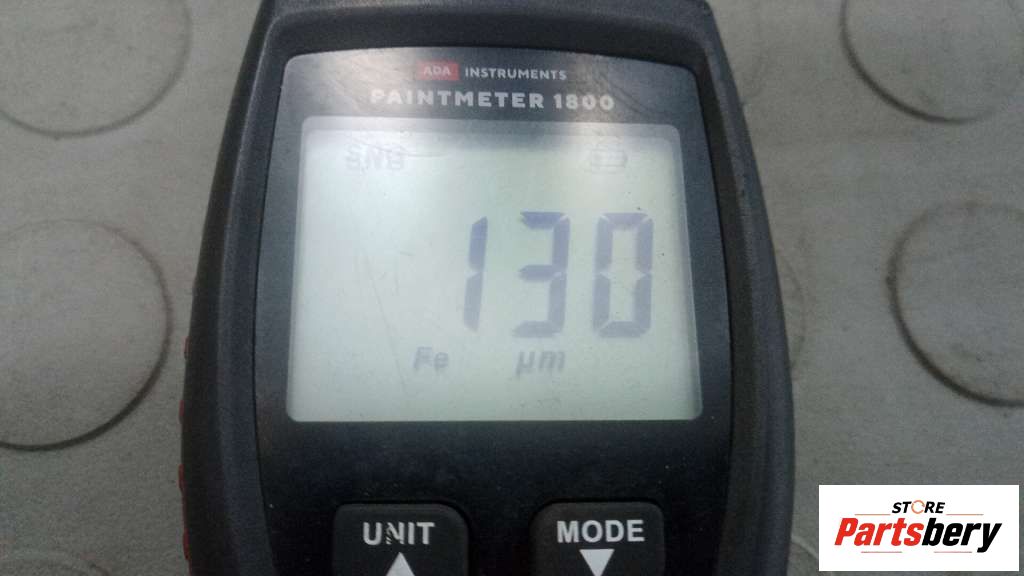 ADA INSTRUMENTS
PAINTMETER 1800
130
Fe µm
UNIT MODE
STORE
Partsbery